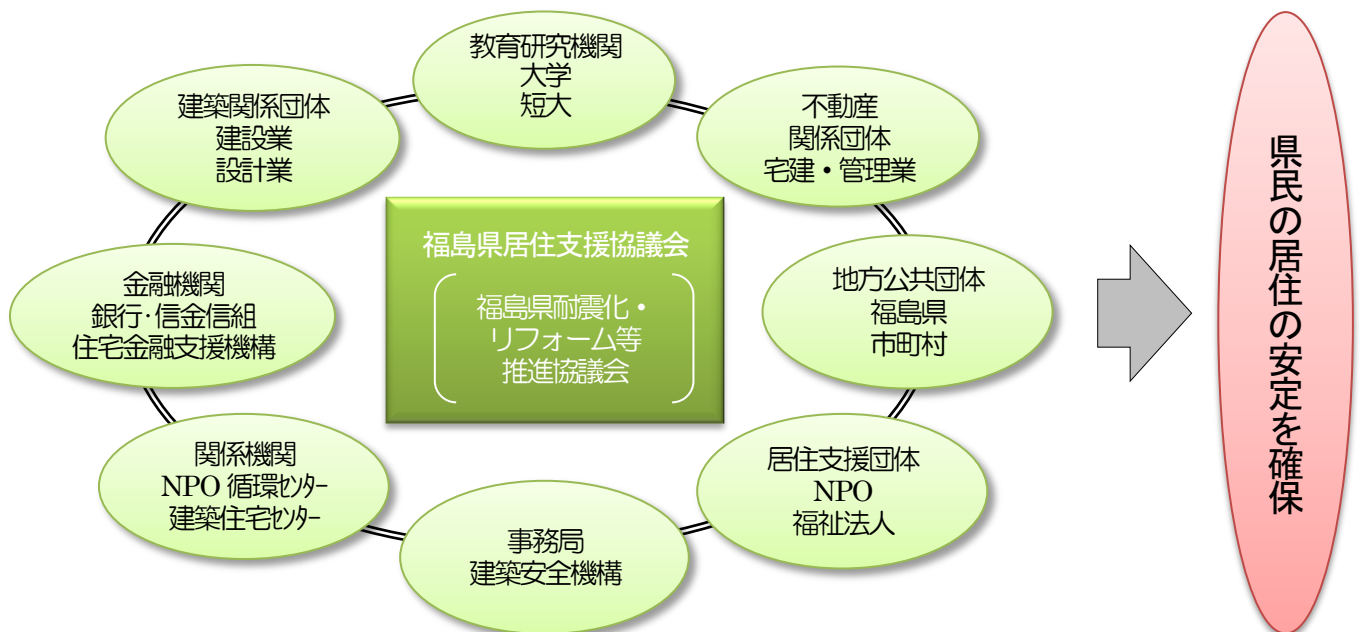 教育研究機関
大学
短大
建築関係団体
建設業
設計業
不動産
関係団体
宅建・管理業
福島県居住支援協議会
福島県耐震化・
リフォーム等
推進協議会
金融機関
銀行・信金信組
住宅金融支援機構
地方公共団体
福島県
市町村
関係機関
NPO 循環センター
建築住宅センター
居住支援団体
NPO
福祉法人
事務局
建築安全機構
県民の居住の安定を確保